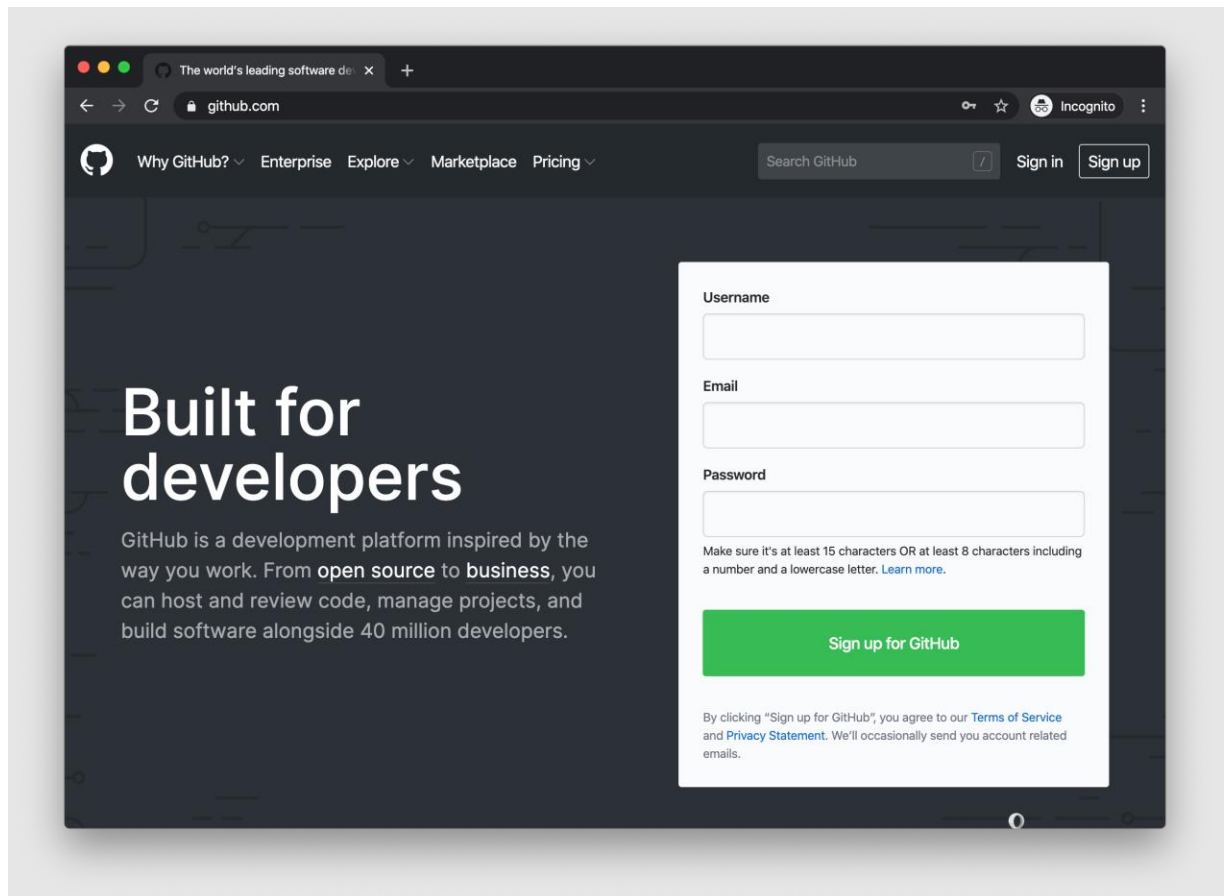 The world's leading software de
github.com
Incognito
Why GitHub?
Enterprise
Explore
Marketplace
Pricing
Search GitHub
/
Sign in
Sign up
Built for
developers
GitHub is a development platform inspired by the
way you work. From open source to business, you
can host and review code, manage projects, and
build software alongside 40 million developers.
Username
Email
Password
Make sure it's at least 15 characters OR at least 8 characters including
a number and a lowercase letter. Learn more.
Sign up for GitHub
By clicking “Sign up for GitHub”, you agree to our Terms of Service
and Privacy Statement. We'll occasionally send you account related
emails.